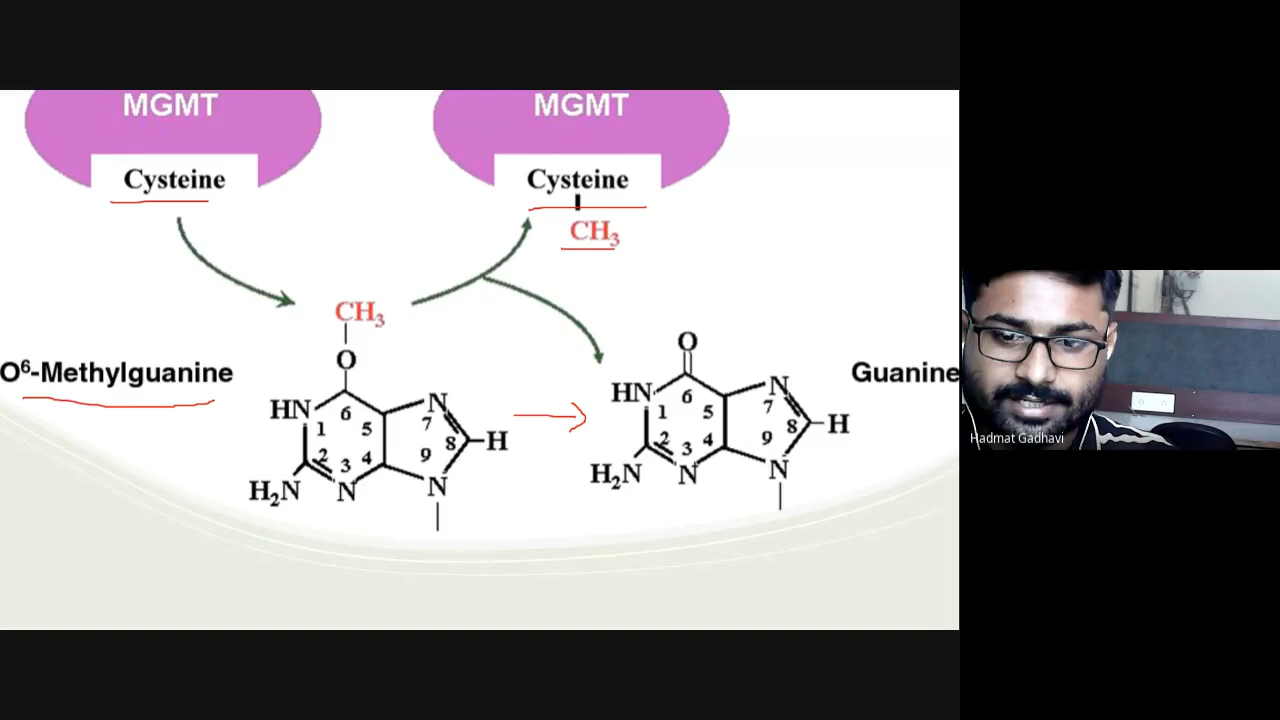 MGMT
MGMT
Cysteine
Cysteine
CH₃
CH₃
O
O
O⁶-Methylguanine
Guanine
HN
6
N
1
5
7
8
H
2
3
4
9
H₂N
N
N
HN
6
N
1
5
7
8
H
2
3
4
9
H₂N
N
N
Hadmat Gadhavi